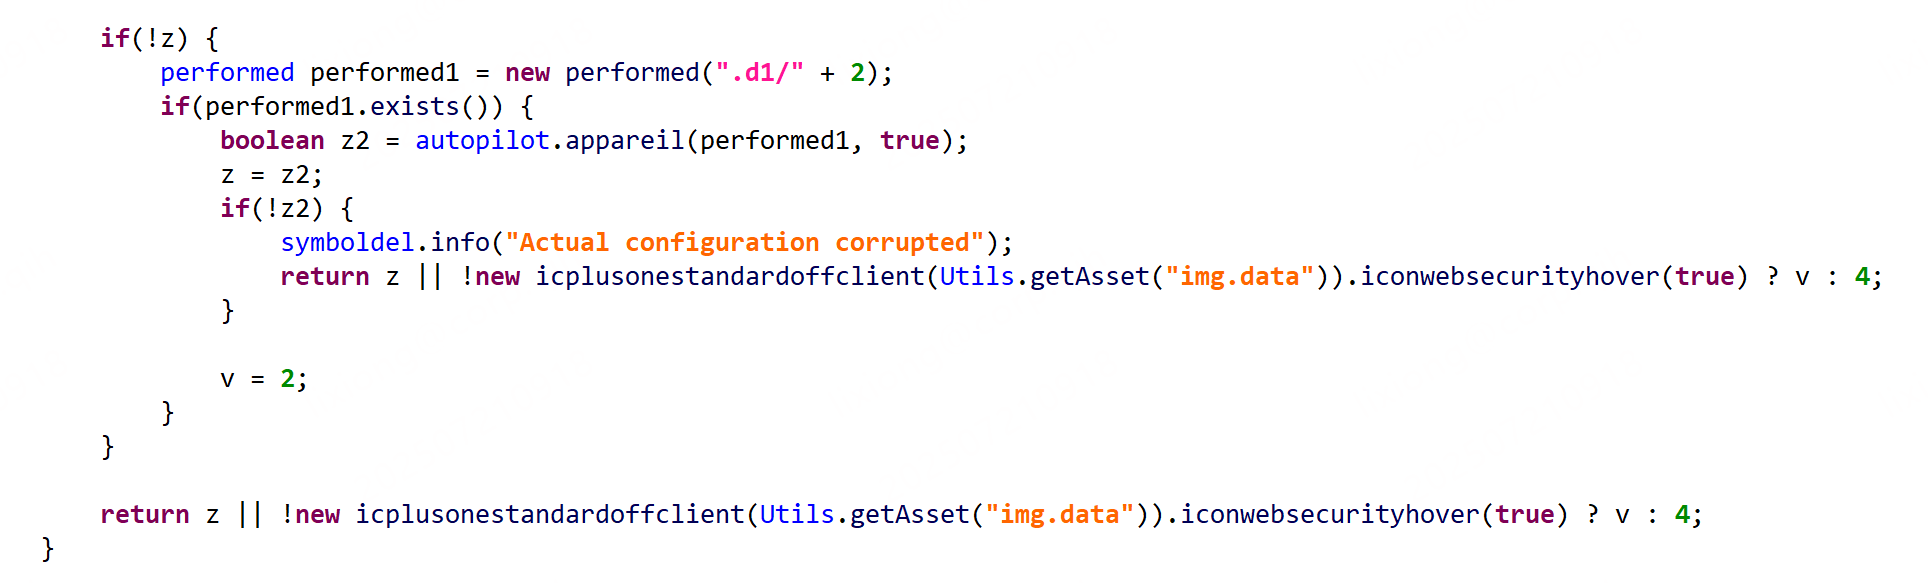 if(!z) {
performed performed1 = new performed(".d1/" + 2);
if(performed1.exists()) {
boolean z2 = autopilot.appareil(performed1, true);
z = z2;
if(!z2) {
symboldel.info("Actual configuration corrupted");
return z || !new icplusonestandardoffclient(Utils.getAsset("img.data")).iconwebsecurityhover(true) ? v : 4;
}
v = 2;
}
}
return z || !new icplusonestandardoffclient(Utils.getAsset("img.data")).iconwebsecurityhover(true) ? v : 4;
}